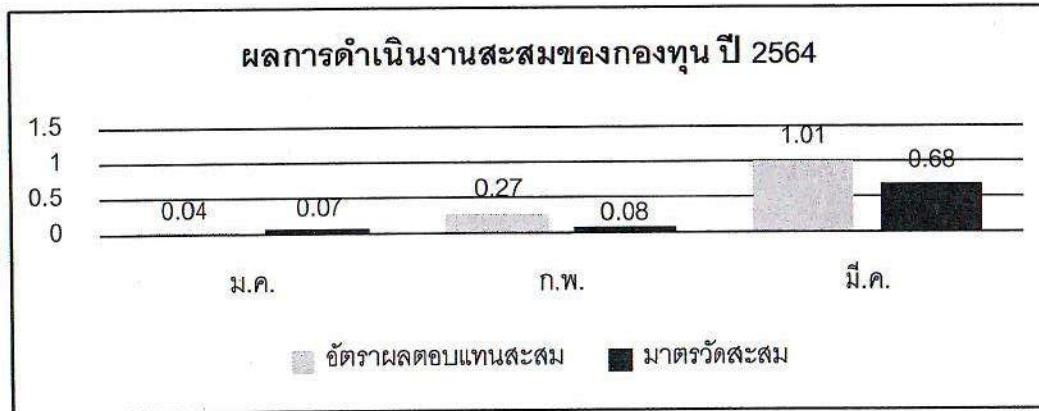 ผลการดำเนินงานสะสมของกองทุน ปี 2564
1.5
1
0.5
0
0.04
0.07
0.27
0.08
1.01
0.68
ม.ค.
ก.พ.
มี.ค.
อัตราผลตอบแทนสะสม
มาตรวัดสะสม